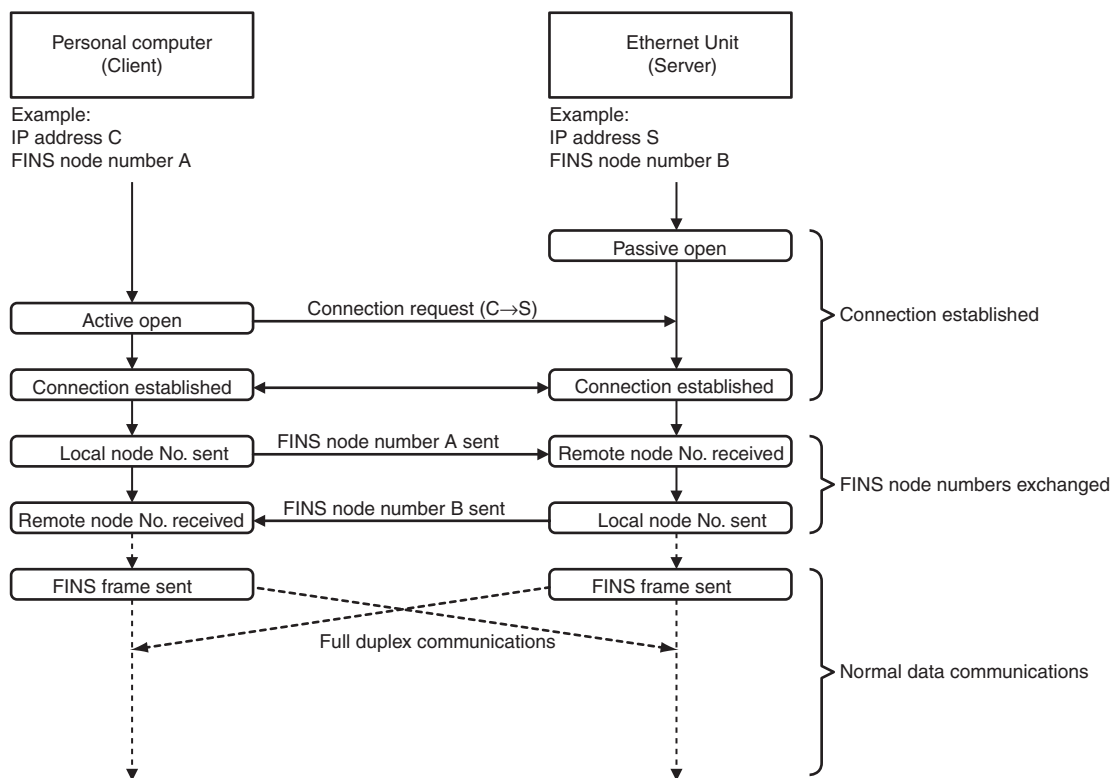 Personal computer
(Client)
Ethernet Unit
(Server)
Example:
IP address C
FINS node number A
Example:
IP address S
FINS node number B
Passive open
Active open
Connection request (C→S)
Connection established
Connection established
Connection established
Local node No. sent
FINS node number A sent
Remote node No. received
FINS node numbers exchanged
Remote node No. received
FINS node number B sent
Local node No. sent
FINS frame sent
FINS frame sent
Full duplex communications
Normal data communications